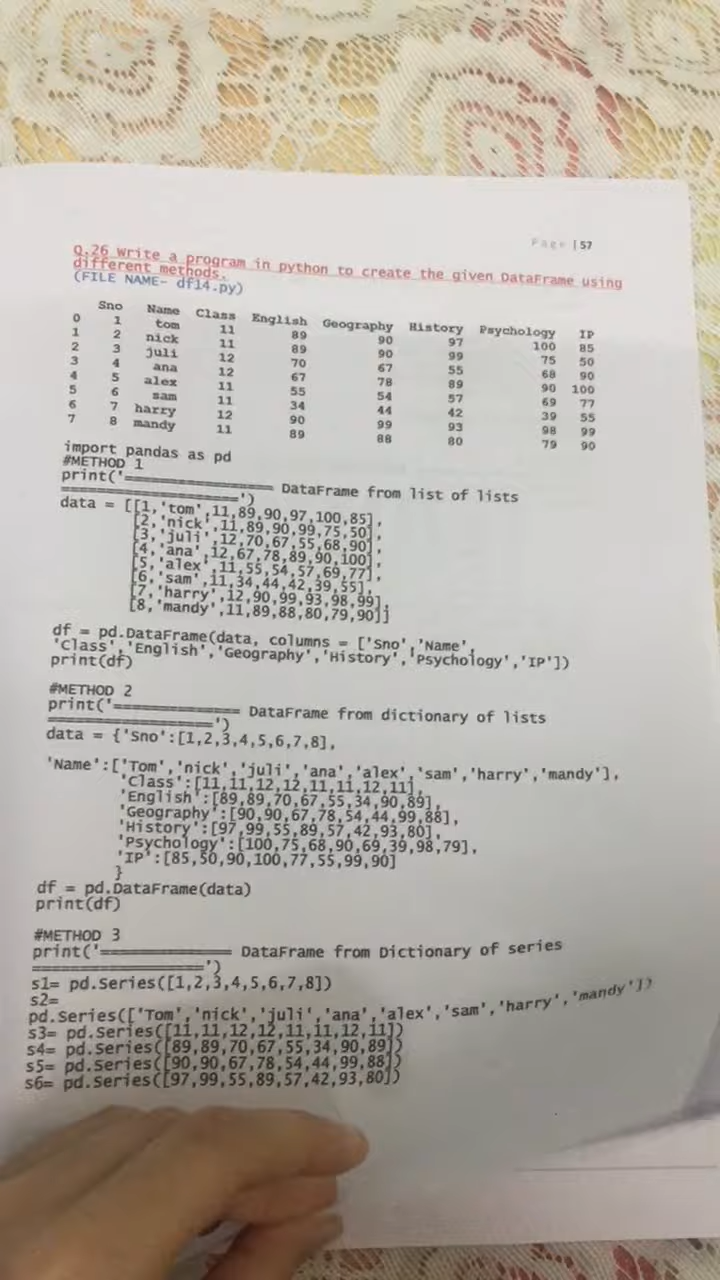 Page | 57
Q.26 Write a program in python to create the given DataFrame using
different methods.
(FILE NAME- df14.py)
Sno Name Class English Geography History Psychology IP
0 1 tom 11 89 90 97 100 85
1 2 nick 11 89 90 99 75 50
2 3 juli 12 70 67 55 68 90
3 4 ana 12 67 78 89 90 100
4 5 alex 11 55 54 57 69 77
5 6 sam 11 34 44 42 39 55
6 7 harry 12 90 99 93 98 99
7 8 mandy 11 89 88 80 79 90
import pandas as pd
#METHOD 1
print('================== DataFrame from list of lists
=====================')
data = [[1,'tom',11,89,90,97,100,85],
[2,'nick',11,89,90,99,75,50],
[3,'juli',12,70,67,55,68,90],
[4,'ana',12,67,78,89,90,100],
[5,'alex',11,55,54,57,69,77],
[6,'sam',11,34,44,42,39,55],
[7,'harry',12,90,99,93,98,99],
[8,'mandy',11,89,88,80,79,90]]
df = pd.DataFrame(data, columns = ['Sno','Name',
'Class','English','Geography','History','Psychology','IP'])
print(df)
#METHOD 2
print('=============== DataFrame from dictionary of lists
===================')
data = {'Sno':[1,2,3,4,5,6,7,8],
'Name':['Tom','nick','juli','ana','alex','sam','harry','mandy'],
'Class':[11,11,12,12,11,11,12,11],
'English':[89,89,70,67,55,34,90,89],
'Geography':[90,90,67,78,54,44,99,88],
'History':[97,99,55,89,57,42,93,80],
'Psychology':[100,75,68,90,69,39,98,79],
'IP':[85,50,90,100,77,55,99,90]
}
df = pd.DataFrame(data)
print(df)
#METHOD 3
print('=============== DataFrame from Dictionary of series
===================')
s1= pd.Series([1,2,3,4,5,6,7,8])
s2=
pd.Series(['Tom','nick','juli','ana','alex','sam','harry','mandy'])
s3= pd.Series([11,11,12,12,11,11,12,11])
s4= pd.Series([89,89,70,67,55,34,90,89])
s5= pd.Series([90,90,67,78,54,44,99,88])
s6= pd.Series([97,99,55,89,57,42,93,80])